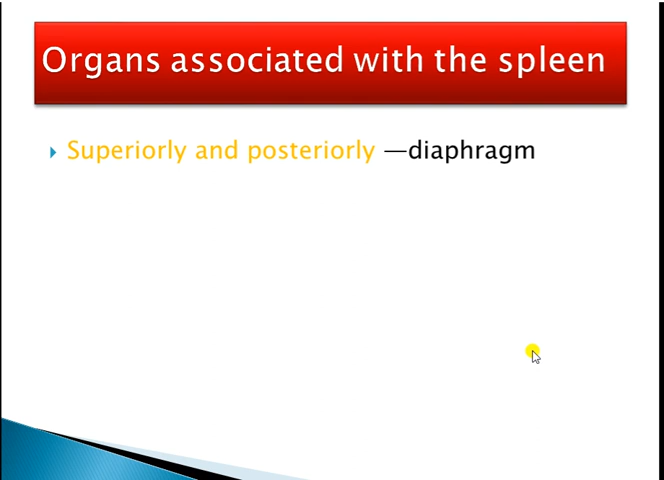 Organs associated with the spleen
Superiorly and posteriorly —diaphragm